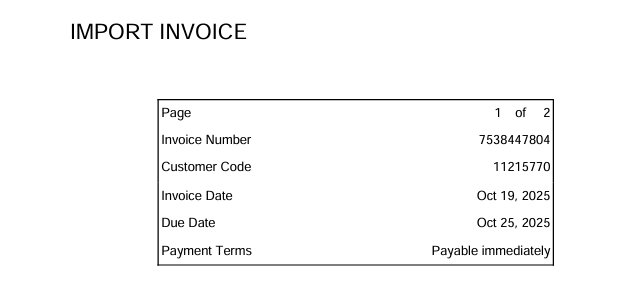 IMPORT INVOICE
Page 1 of 2
Invoice Number 7538447804
Customer Code 11215770
Invoice Date Oct 19, 2025
Due Date Oct 25, 2025
Payment Terms Payable immediately